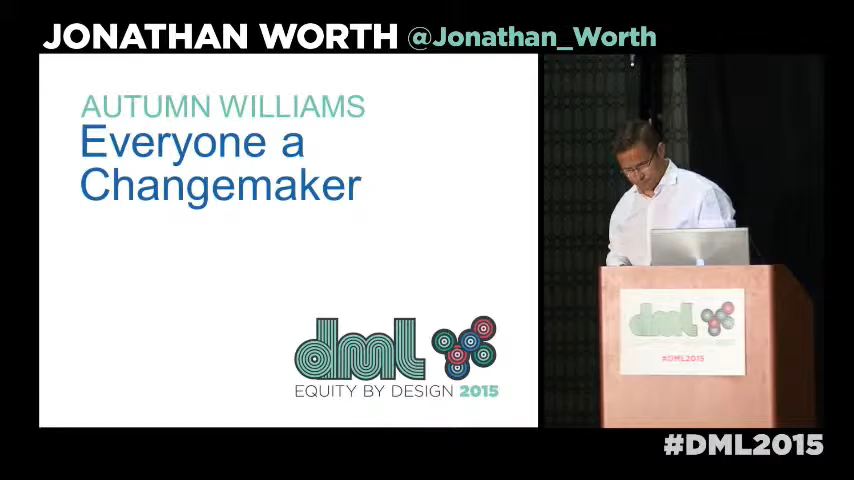 JONATHAN WORTH @Jonathan_Worth
AUTUMN WILLIAMS
Everyone a
Changemaker
dml
EQUITY BY DESIGN 2015
dml
#DML2015
#DML2015